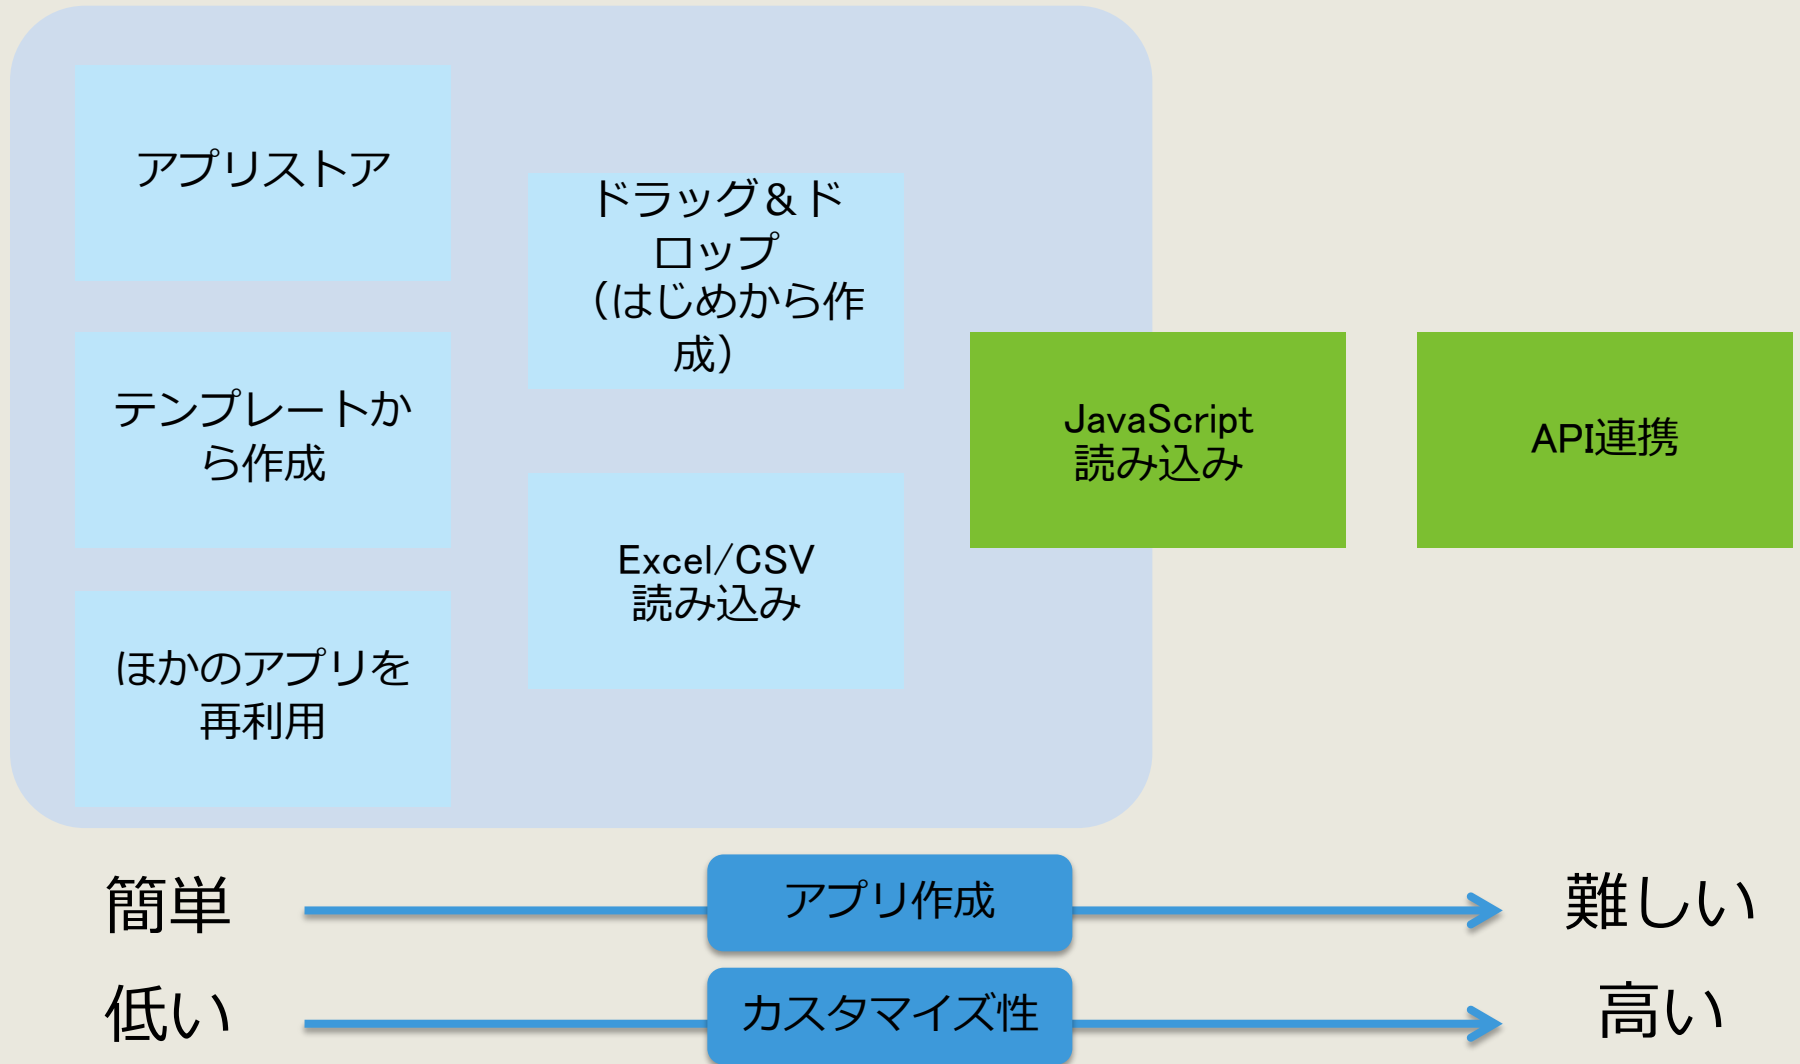 アプリストア
テンプレートか
ら作成
ほかのアプリを
再利用
ドラッグ＆ド
ロップ
（はじめから作
成）
Excel/CSV
読み込み
JavaScript
読み込み
API連携
簡単
アプリ作成
難しい
低い
カスタマイズ性
高い